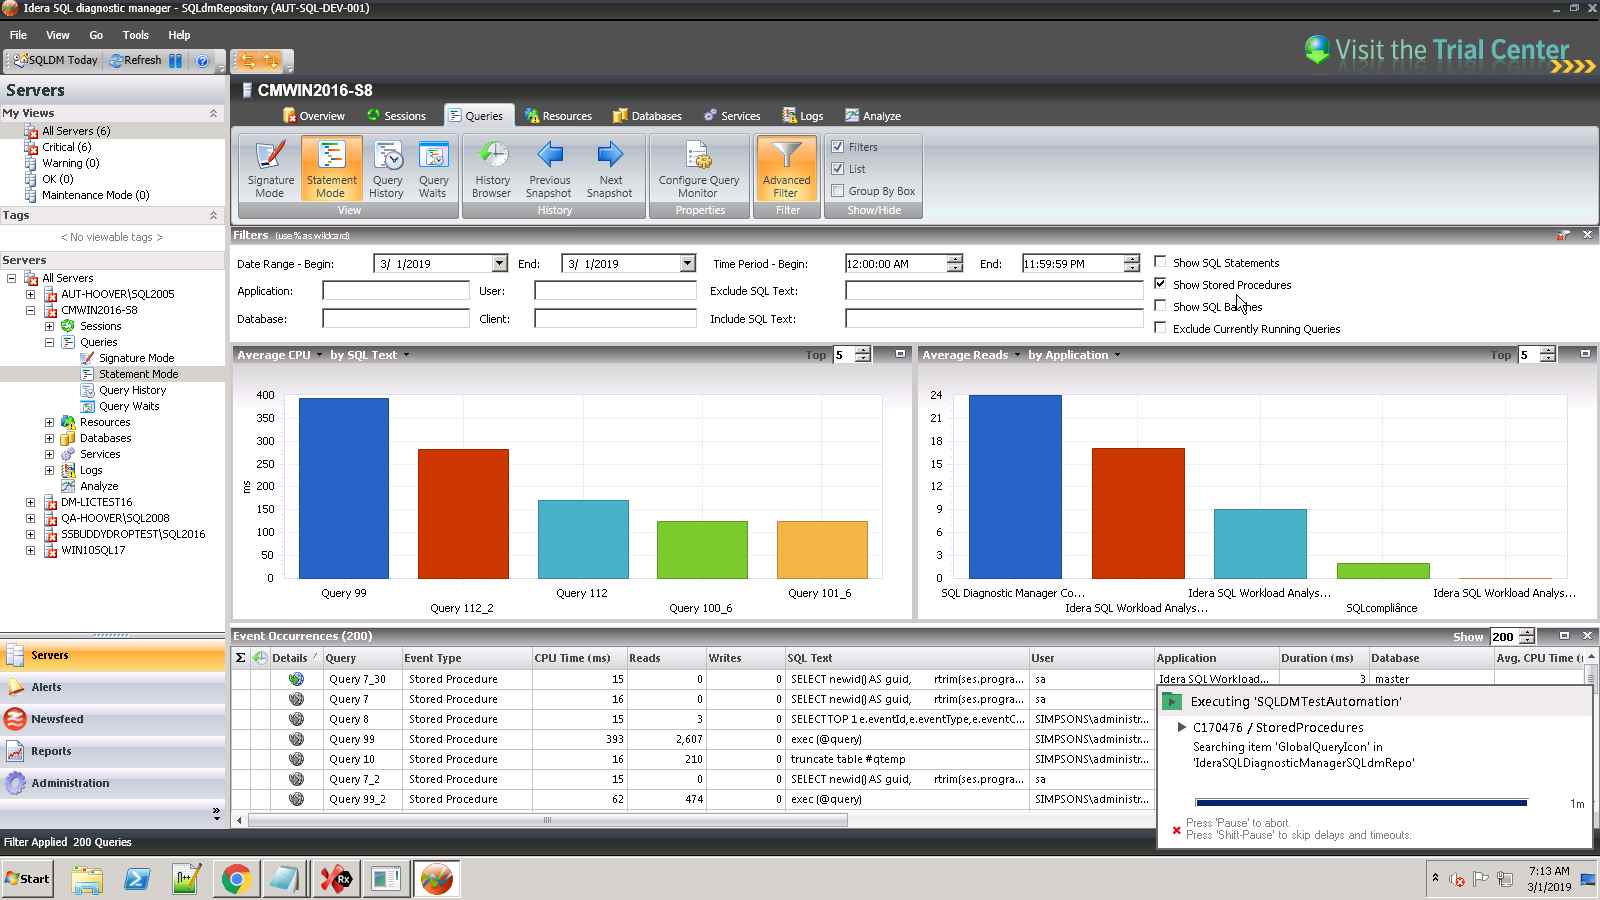 Idera SQL diagnostic manager - SQLdmRepository (AUT-SQL-DEV-001)
File View Go Tools Help
SQLDM Today Refresh
Visit the Trial Center
Servers
CMWIN2016-S8
My Views
All Servers (6)
Critical (6)
Warning (0)
OK (0)
Maintenance Mode (0)
Tags
< No viewable tags >
Servers
All Servers
AUT-HOOVER\SQL2005
CMWIN2016-S8
Sessions
Queries
Signature Mode
Statement Mode
Query History
Query Waits
Resources
Databases
Services
Logs
Analyze
DM-LICTEST16
QA-HOOVER\SQL2008
SSBUDDYDROPTEST\SQL2016
WIN10SQL17
Servers
Alerts
Newsfeed
Reports
Administration
Overview Sessions Queries Resources Databases Services Logs Analyze
Signature Mode
Statement Mode
Query History
Query Waits
View
History Browser
Previous Snapshot
Next Snapshot
History
Configure Query Monitor
Properties
Advanced Filter
Filter
Filters
List
Group By Box
Show/Hide
Filters (use % as wildcard)
Date Range - Begin: 3/ 1/2019 End: 3/ 1/2019 Time Period - Begin: 12:00:00 AM End: 11:59:59 PM Show SQL Statements
Application: User: Exclude SQL Text: Show Stored Procedures
Database: Client: Include SQL Text: Exclude Currently Running Queries
Average CPU by SQL Text Top 5
400
350
300
250
200
150
100
50
0
ms
Query 99 Query 112_2 Query 112 Query 100_6 Query 101_6
Average Reads by Application Top 5
24
21
18
15
12
9
6
3
0
SQL Diagnostic Manager Co... Idera SQL Workload Analys... Idera SQL Workload Analys... SQLcompliance Idera SQL Workload Analys...
Event Occurrences (200) Show 200
Σ Details Query Event Type CPU Time (ms) Reads Writes SQL Text User Application Duration (ms) Database Avg. CPU Time (
Query 7_30 Stored Procedure 15 0 0 SELECT newid() AS guid, rtrim(ses.progra... sa Idera SQL Workload... 3 master
Query 7 Stored Procedure 16 0 0 SELECT newid() AS guid, rtrim(ses.progra... sa
Query 8 Stored Procedure 15 3 0 SELECT TOP 1 e.eventId,e.eventType,e.eventC... SIMPSONS\administr...
Query 99 Stored Procedure 393 2,607 0 exec (@query) SIMPSONS\administr...
Query 10 Stored Procedure 16 210 0 truncate table #qtemp SIMPSONS\administr...
Query 7_2 Stored Procedure 15 0 0 SELECT newid() AS guid, rtrim(ses.progra... sa
Query 99_2 Stored Procedure 62 474 0 exec (@query) SIMPSONS\administr...
Executing 'SQLDMTestAutomation'
C170476 / StoredProcedures
Searching item 'GlobalQueryIcon' in
'IderaSQLDiagnosticManagerSQLdmRepo'
1m
Press 'Pause' to abort.
Press 'Shift-Pause' to skip delays and timeouts.
Filter Applied 200 Queries
Start
7:13 AM
3/1/2019